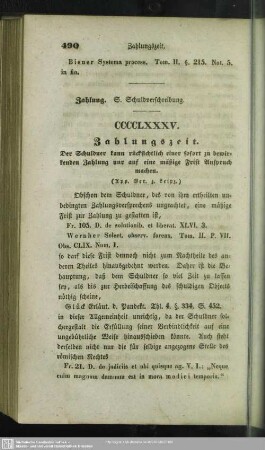 490 Zahlungszeit.
Biener Systema process. Tom. II. §. 215. Not. 5.
in fin.
Zahlung. S. Schuldverschreibung.
CCCCLXXXV.
Zahlungszeit.
Der Schuldner kann rücksichtlich einer sofort zu bewir-
kenden Zahlung nur auf eine mäßige Frist Anspruch
machen.
Obschon dem Schuldner, des von ihm ertheilten un-
bedingten Zahlungsversprechens ungeachtet, eine mäßige
Frist zur Zahlung zu gestatten ist,
Fr. 105. D. de solutionib. et liberat. XLVI. 3.
Wernher Select. observ. forens. Tom. II. P. VII.
Obs. CLIX. Num. 1.
so darf diese Frist dennoch nicht zum Nachtheile des an-
deren Theiles hinausgedehnt werden. Daher ist die Be-
hauptung, daß dem Schuldner so viel Zeit zu lassen
sey, als bis zur Herbeischaffung des schuldigen Objects
nöthig scheine,
Glück Erläut. d. Pandekt. Thl. 4. §. 334. S. 452.
in dieser Allgemeinheit unrichtig, da der Schuldner sol-
chergestalt die Erfüllung seiner Verbindlichkeit auf eine
ungebührliche Weise hinausschieben könnte. Auch steht
derselben nicht nur die für selbige angezogene Stelle des
römischen Rechtes
Fr. 21. D. de judiciis et ubi quisque ag. V. 1.: „Neque
enim magnum damnum est in mora modici temporis."